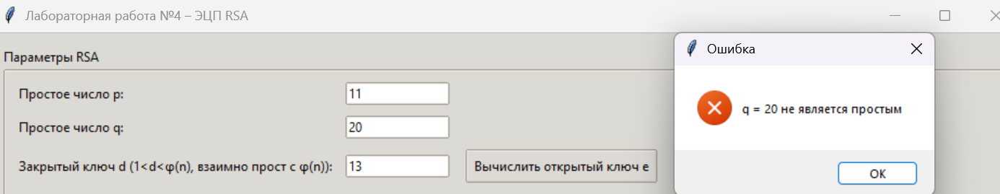 Лабораторная работа №4 – ЭЦП RSA
Параметры RSA
Простое число p: 11
Простое число q: 20
Закрытый ключ d (1<d<φ(n), взаимно прост с φ(n)): 13 Вычислить открытый ключ e
Ошибка
q = 20 не является простым
ОК